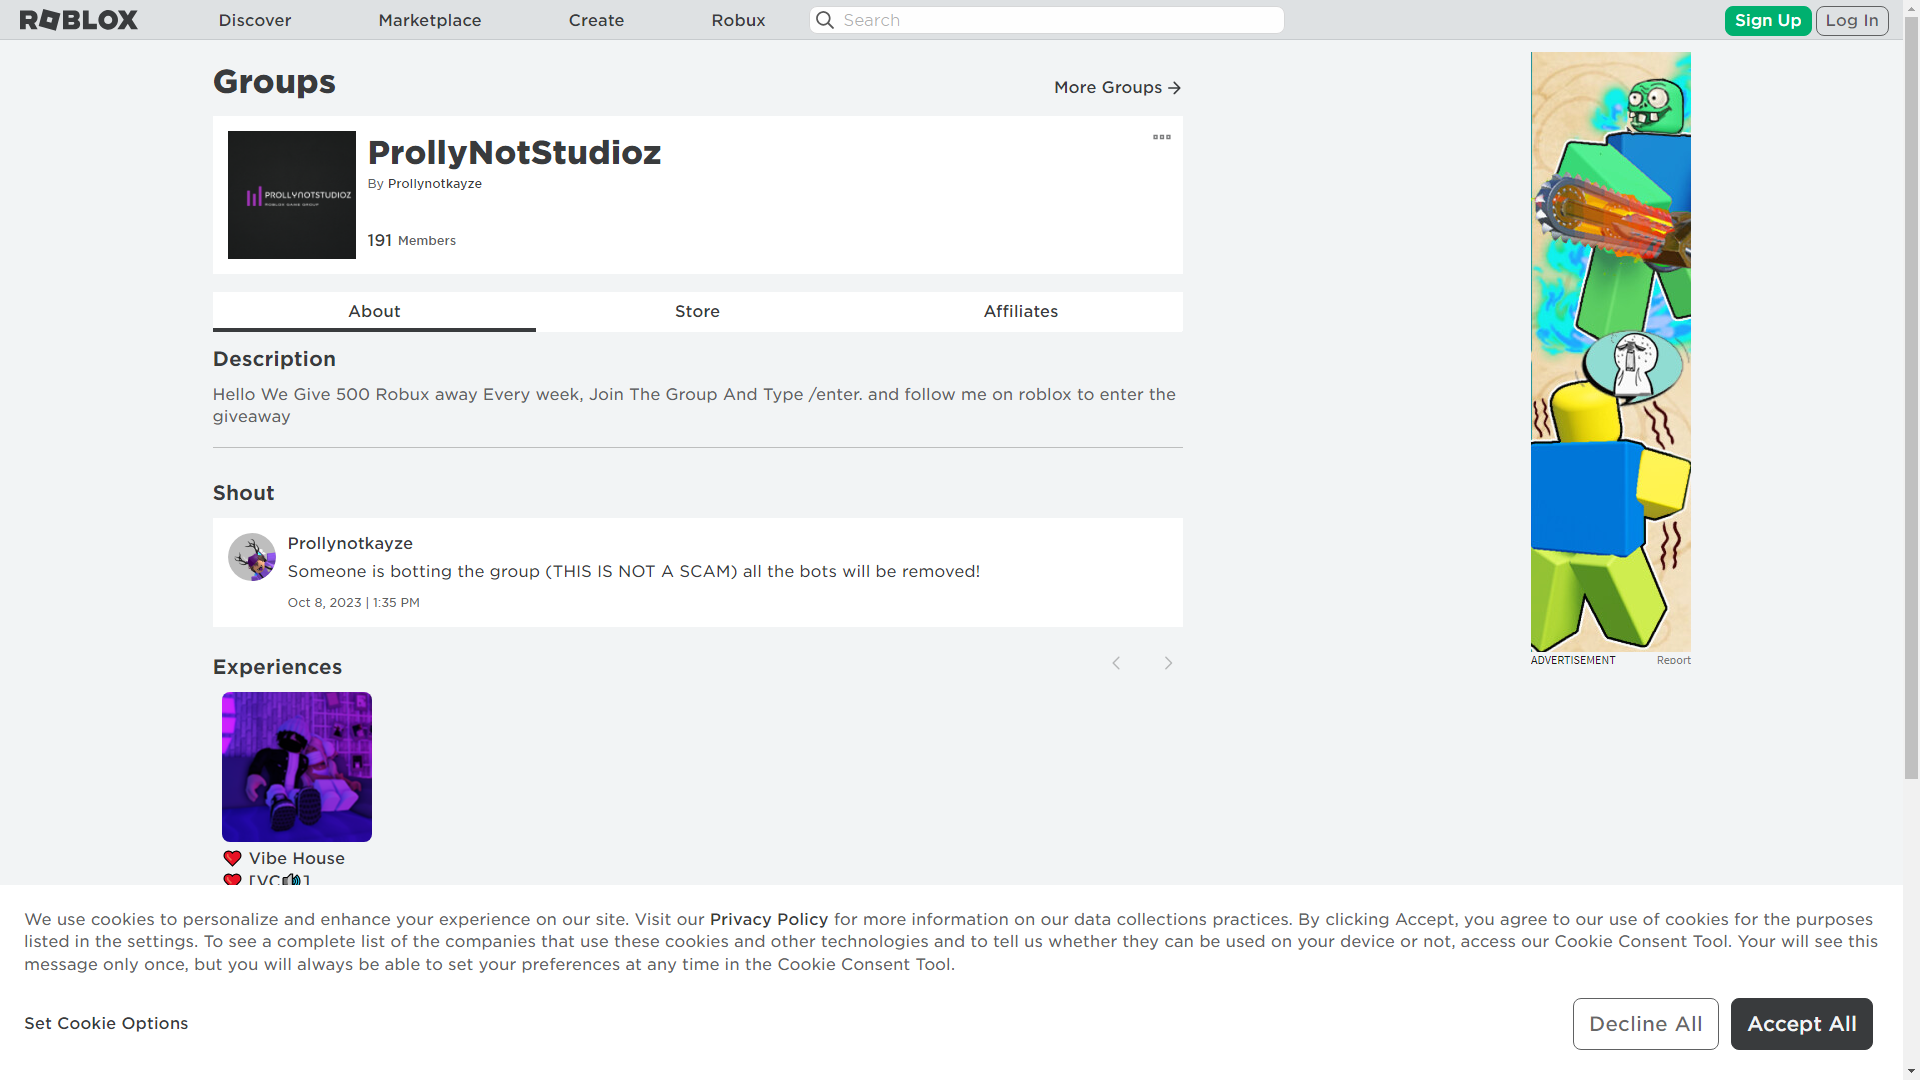 ROBLOX
Discover
Marketplace
Create
Robux
Search
Sign Up
Log In
Groups
More Groups
PROLLYNOTSTUDIOZ
ROBLOX GAME GROUP
ProllyNotStudioz
By Prollynotkayze
191 Members
About
Store
Affiliates
Description
Hello We Give 500 Robux away Every week, Join The Group And Type /enter. and follow me on roblox to enter the
giveaway
Shout
Prollynotkayze
Someone is botting the group (THIS IS NOT A SCAM) all the bots will be removed!
Oct 8, 2023 | 1:35 PM
ADVERTISEMENT
Report
Experiences
❤️ Vibe House
❤️ [VC🔊]
We use cookies to personalize and enhance your experience on our site. Visit our Privacy Policy for more information on our data collections practices. By clicking Accept, you agree to our use of cookies for the purposes
listed in the settings. To see a complete list of the companies that use these cookies and other technologies and to tell us whether they can be used on your device or not, access our Cookie Consent Tool. Your will see this
message only once, but you will always be able to set your preferences at any time in the Cookie Consent Tool.
Set Cookie Options
Decline All
Accept All